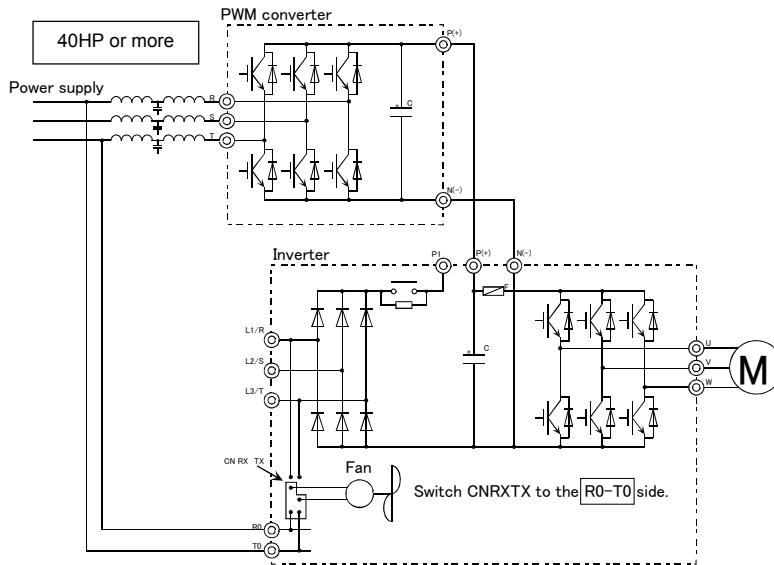 PWM converter
40HP or more
P(+)
Power supply
R
S
T
+
C
N(-)
Inverter
P1
P(+)
N(-)
F
L1/R
L2/S
L3/T
+
C
U
V
W
M
CN RX TX
Fan
Switch CNRXTX to the R0-T0 side.
R0
T0